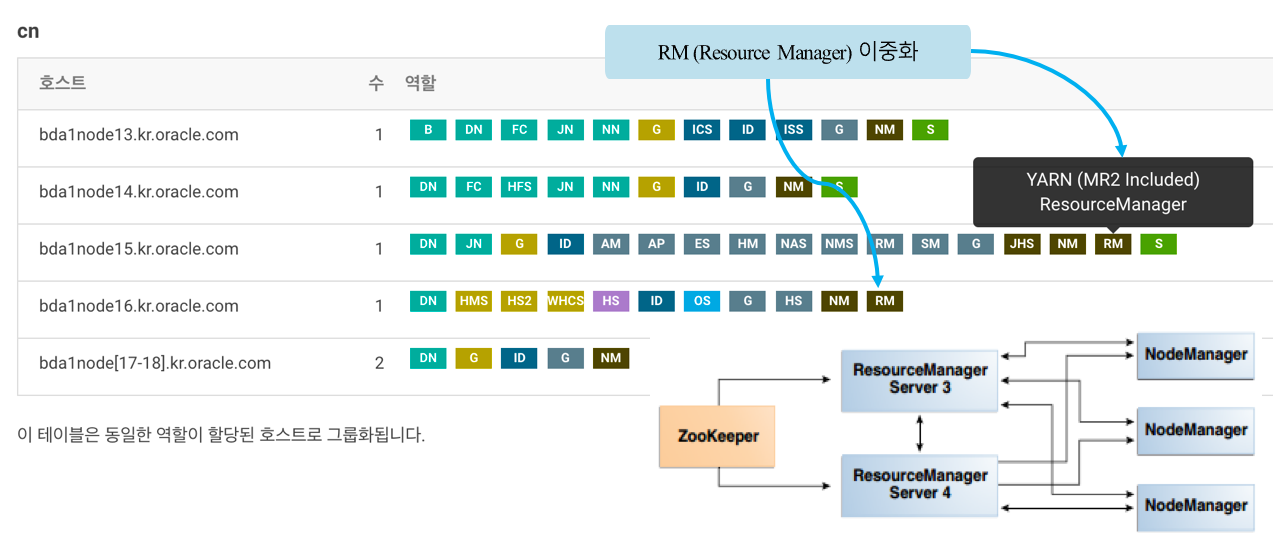 cn
RM (Resource Manager) 이중화
호스트 수 역할
bda1node13.kr.oracle.com 1 B DN FC JN NN G ICS ID ISS G NM S
bda1node14.kr.oracle.com 1 DN FC HFS JN NN G ID G NM S
YARN (MR2 Included)
ResourceManager
bda1node15.kr.oracle.com 1 DN JN G ID AM AP ES HM NAS NMS RM SM G JHS NM RM S
bda1node16.kr.oracle.com 1 DN HMS HS2 WHCS HS ID OS G HS NM RM
bda1node[17-18].kr.oracle.com 2 DN G ID G NM
이 테이블은 동일한 역할이 할당된 호스트로 그룹화됩니다.
ZooKeeper
ResourceManager
Server 3
ResourceManager
Server 4
NodeManager
NodeManager
NodeManager